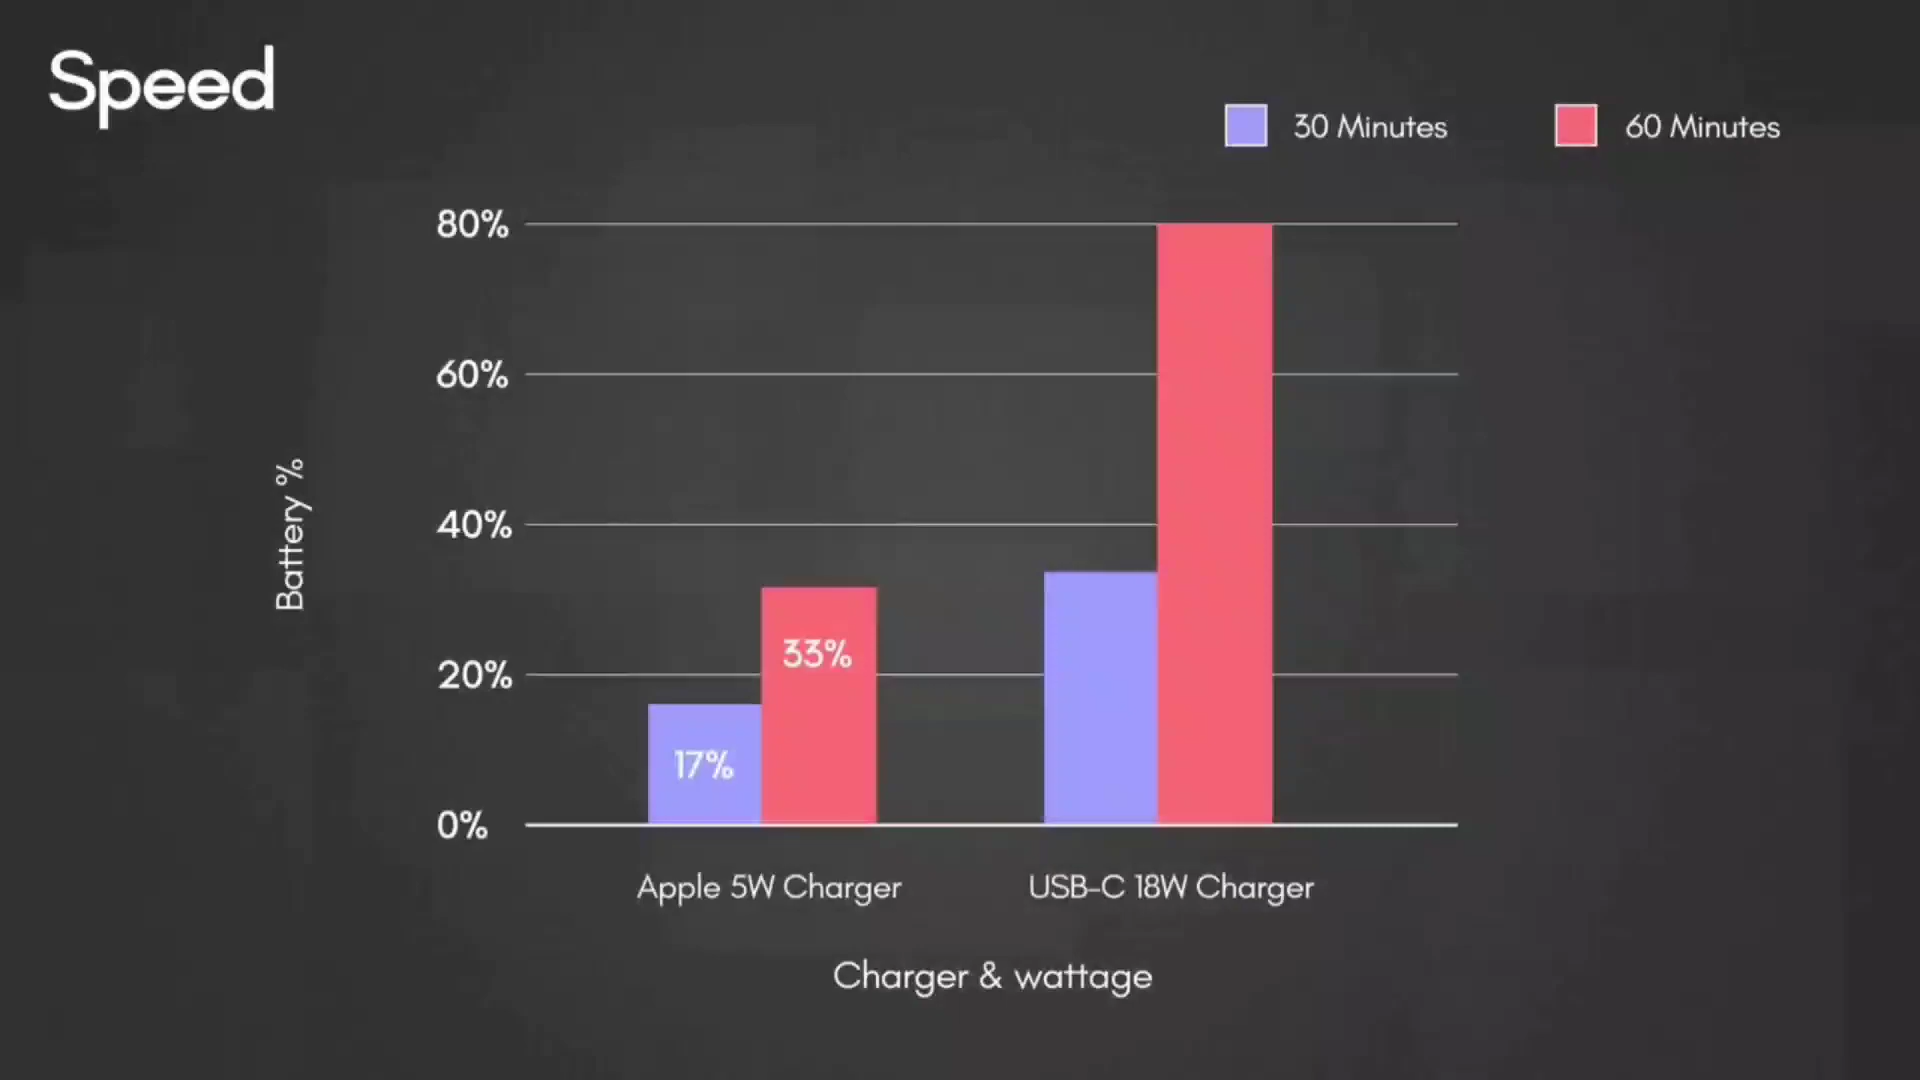 Speed
30 Minutes
60 Minutes
80%
60%
40%
20%
0%
Battery %
33%
17%
Apple 5W Charger
USB-C 18W Charger
Charger & wattage